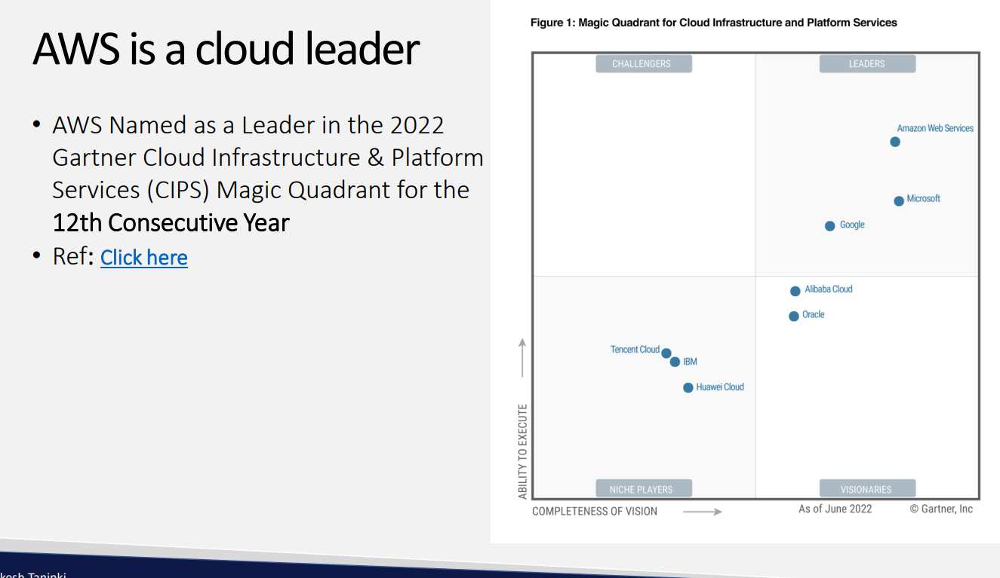 AWS is a cloud leader
• AWS Named as a Leader in the 2022
Gartner Cloud Infrastructure & Platform
Services (CIPS) Magic Quadrant for the
12th Consecutive Year
• Ref: Click here
Figure 1: Magic Quadrant for Cloud Infrastructure and Platform Services
CHALLENGERS
LEADERS
Amazon Web Services
Microsoft
Google
Alibaba Cloud
Oracle
Tencent Cloud
IBM
Huawei Cloud
ABILITY TO EXECUTE
NICHE PLAYERS
VISIONARIES
COMPLETENESS OF VISION
As of June 2022
© Gartner, Inc